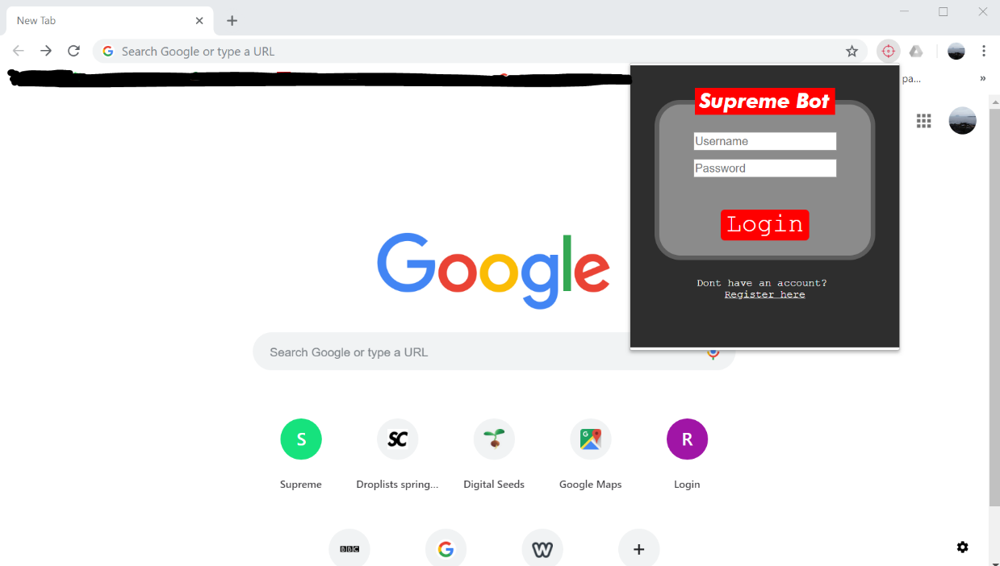 New Tab
Search Google or type a URL
pa...
Supreme Bot
Username
Password
Login
Dont have an account?
Register here
Google
Search Google or type a URL
S
SC
G
R
Supreme
Droplists spring...
Digital Seeds
Google Maps
Login
BBC
G
W